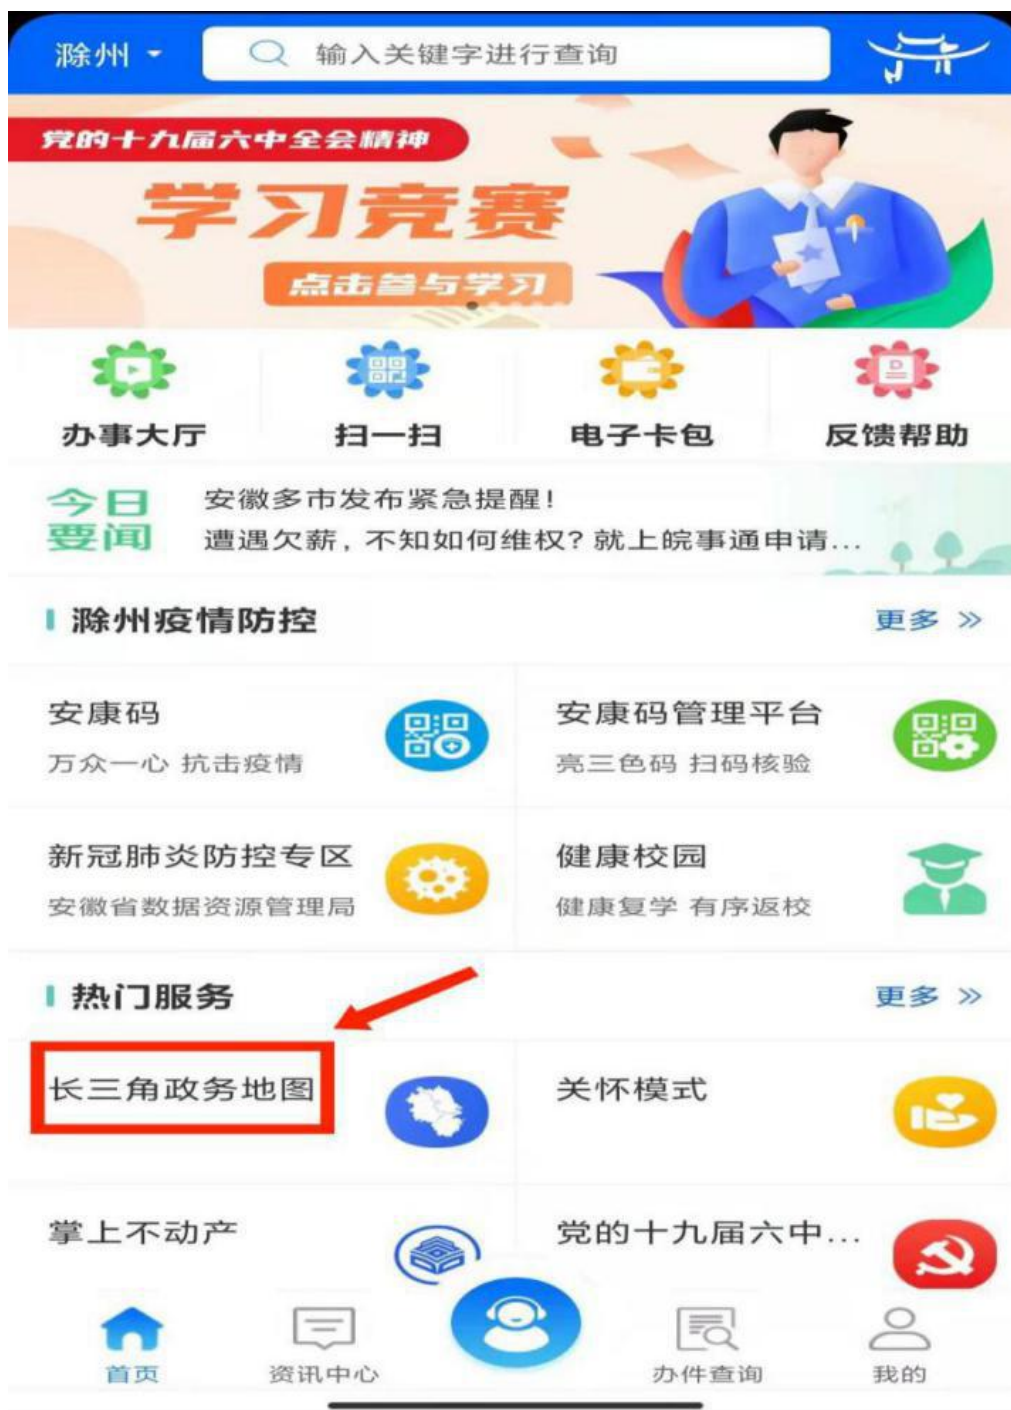 滁州
输入关键字进行查询
党的十九届六中全会精神
学习竞赛
点击参与学习
办事大厅
扫一扫
电子卡包
反馈帮助
今日
要闻
安徽多市发布紧急提醒!
遭遇欠薪,不知如何维权?就上皖事通申请...
滁州疫情防控
更多 »
安康码
万众一心 抗击疫情
安康码管理平台
亮三色码 扫码核验
新冠肺炎防控专区
安徽省数据资源管理局
健康校园
健康复学 有序返校
热门服务
更多 »
长三角政务地图
关怀模式
掌上不动产
党的十九届六中...
首页
资讯中心
办件查询
我的